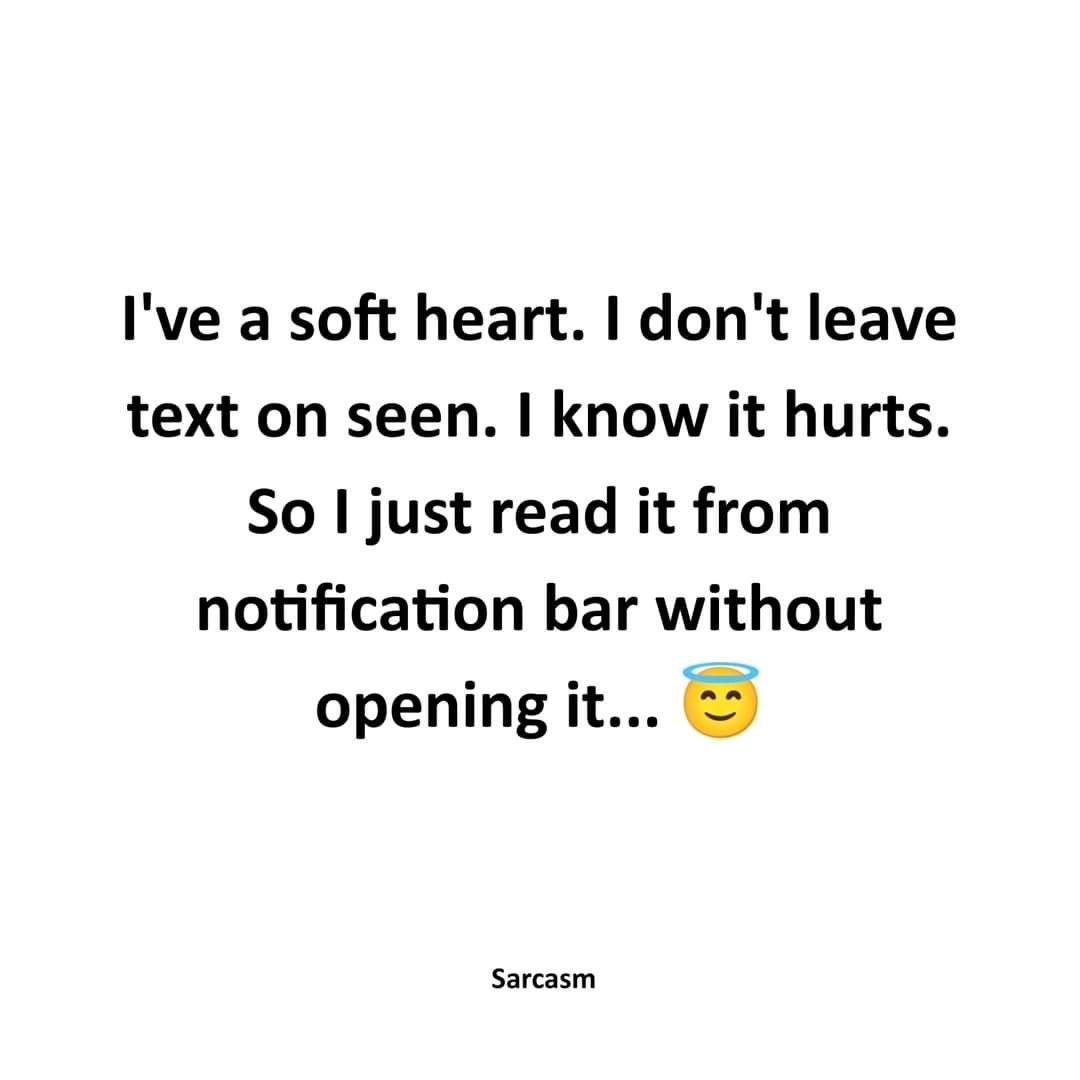 I've a soft heart. I don't leave
text on seen. I know it hurts.
So I just read it from
notification bar without
opening it... 😇
Sarcasm